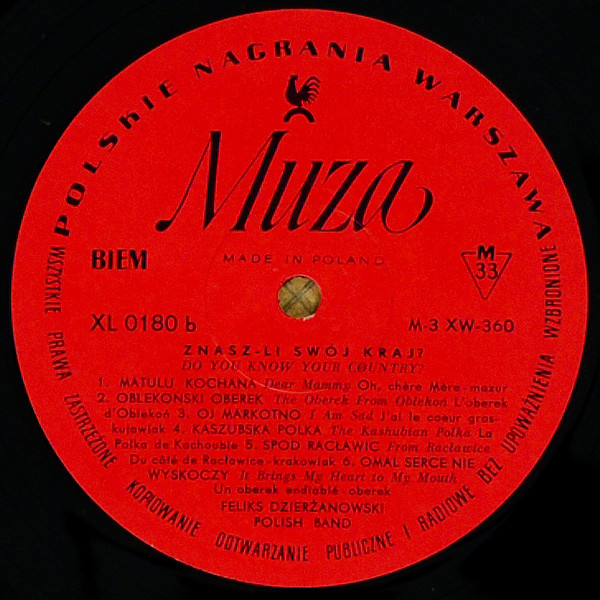 POLSKIE NAGRANIA WARSZAWA
Muza
BIEM
MADE IN POLAND
M
33
XL 0180 b
M-3 XW-360
ZNASZ-LI SWÓJ KRAJ?
DO YOU KNOW YOUR COUNTRY?
1. MATULU KOCHANA Dear Mammy Oh, chère Mère-mazur
2. OBLEKOŃSKI OBEREK The Oberek From Oblekoń L'oberek
d'Oblekoń 3. OJ MARKOTNO I Am Sad J'ai le coeur gros-
kujawiak 4. KASZUBSKA POLKA The Kashubian Polka La
Polka de Kachoubie 5. SPOD RACŁAWIC From Racławice
Du côté de Racławice-krakowiak 6. OMAL SERCE NIE
WYSKOCZY It Brings My Heart to My Mouth
Un oberek endiablé-oberek
FELIKS DZIERŻANOWSKI
POLISH BAND
WSZYSTKIE PRAWA ZASTRZEŻONE KOPIOWANIE ODTWARZANIE PUBLICZNE I RADIOWE BEZ UPOWAŻNIENIA WZBRONIONE